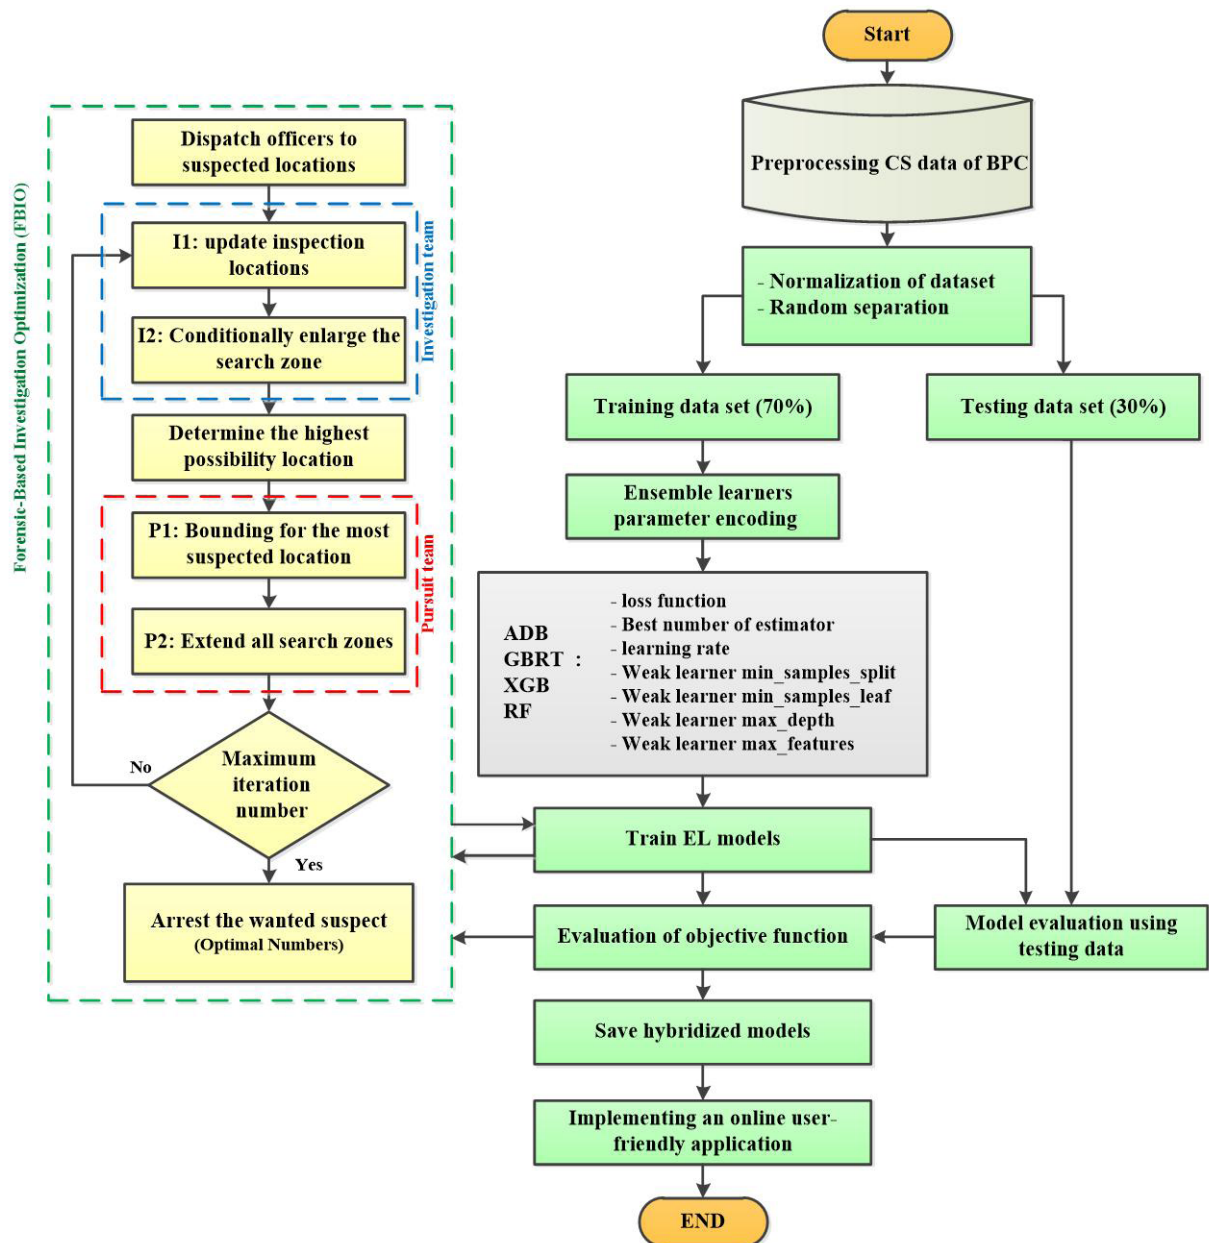 Start
Preprocessing CS data of BPC
- Normalization of dataset
- Random separation
Training data set (70%)
Testing data set (30%)
Ensemble learners
parameter encoding
ADB
GBRT :
XGB
RF
- loss function
- Best number of estimator
- learning rate
- Weak learner min_samples_split
- Weak learner min_samples_leaf
- Weak learner max_depth
- Weak learner max_features
Train EL models
Evaluation of objective function
Model evaluation using
testing data
Save hybridized models
Implementing an online user-
friendly application
END
Forensic-Based Investigation Optimization (FBIO)
Dispatch officers to
suspected locations
Investigation team
I1: update inspection
locations
I2: Conditionally enlarge the
search zone
Determine the highest
possibility location
Pursuit team
P1: Bounding for the most
suspected location
P2: Extend all search zones
Maximum
iteration
number
No
Yes
Arrest the wanted suspect
(Optimal Numbers)